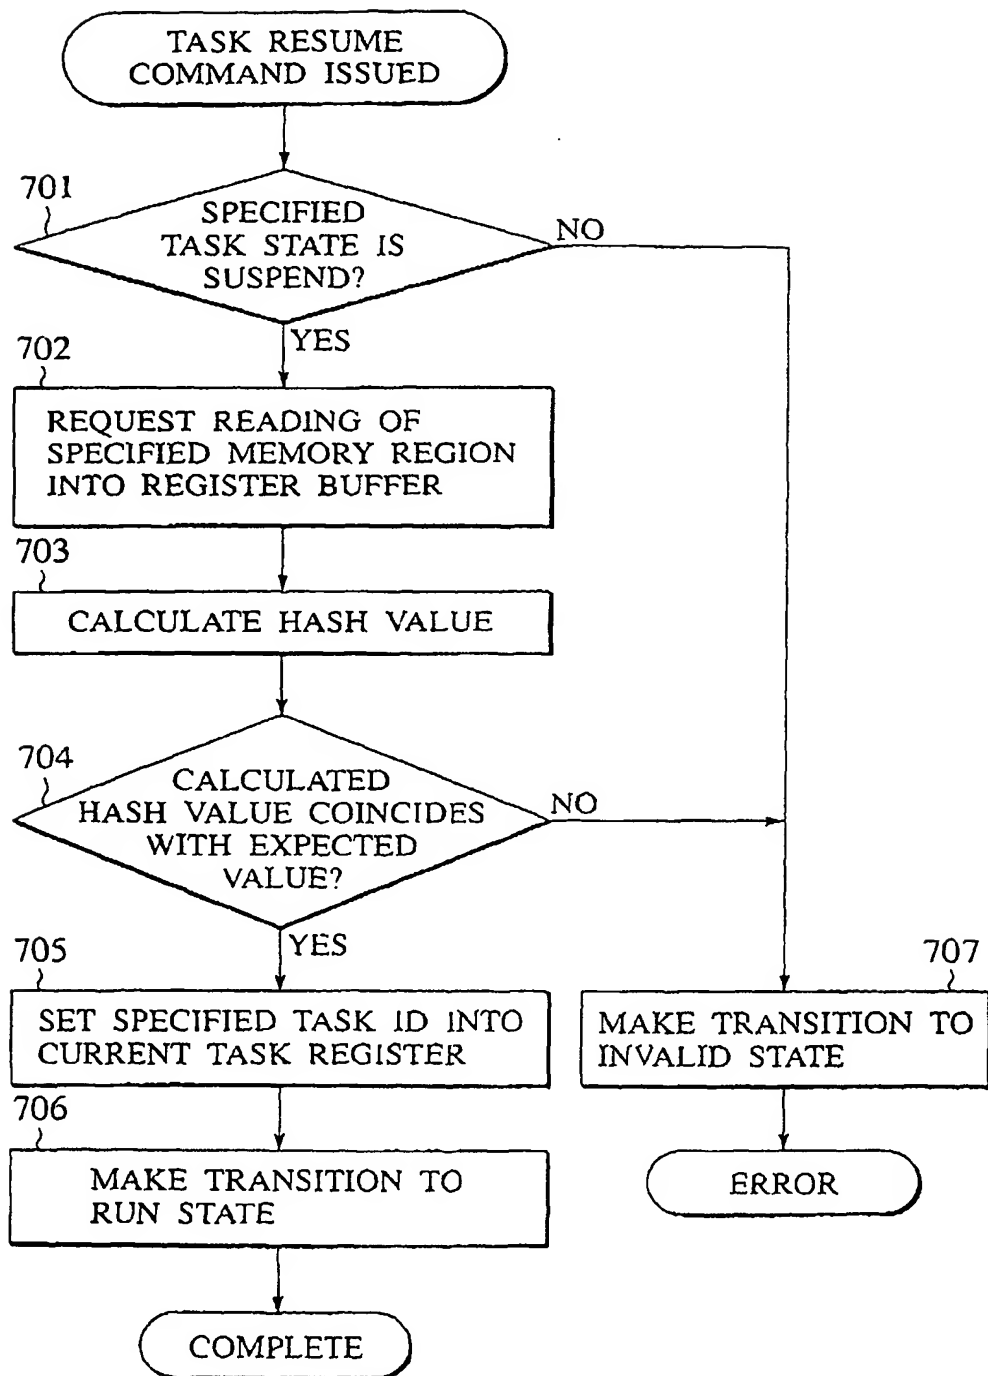 TASK RESUME
COMMAND ISSUED
701
SPECIFIED
TASK STATE IS
SUSPEND?
NO
YES
702
REQUEST READING OF
SPECIFIED MEMORY REGION
INTO REGISTER BUFFER
703
CALCULATE HASH VALUE
704
CALCULATED
HASH VALUE COINCIDES
WITH EXPECTED
VALUE?
NO
YES
705
SET SPECIFIED TASK ID INTO
CURRENT TASK REGISTER
707
MAKE TRANSITION TO
INVALID STATE
706
MAKE TRANSITION TO
RUN STATE
ERROR
COMPLETE